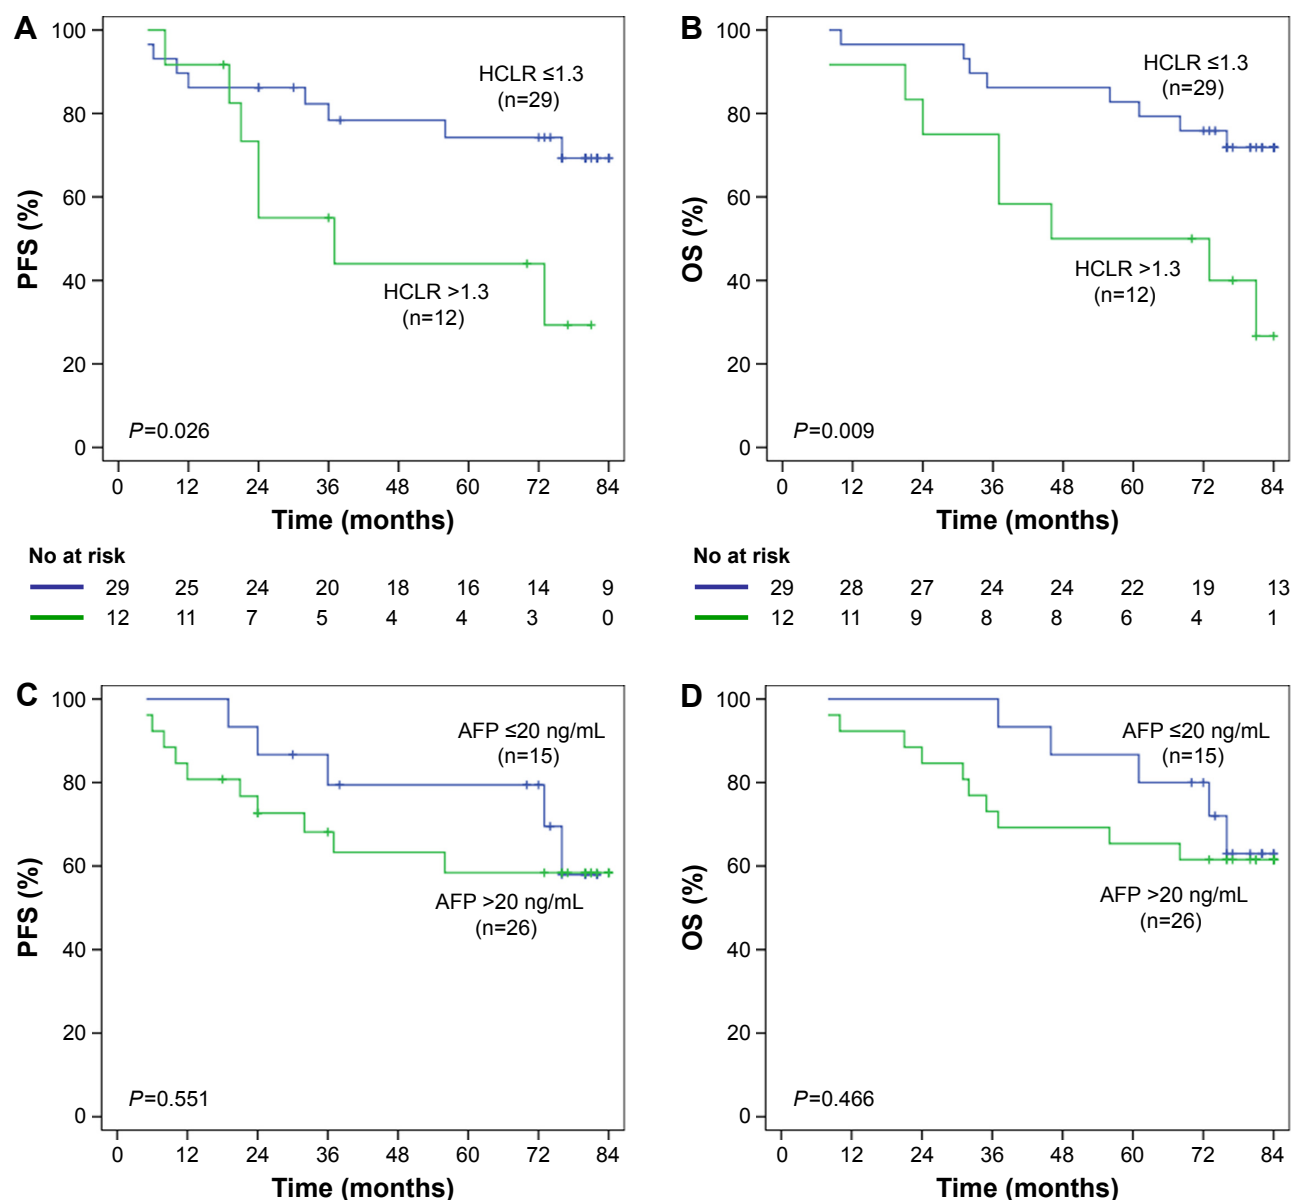 A
100
80
60
40
20
0
PFS (%)
HCLR ≤1.3
(n=29)
HCLR >1.3
(n=12)
P=0.026
0 12 24 36 48 60 72 84
Time (months)
No at risk
29 25 24 20 18 16 14 9
12 11 7 5 4 4 3 0
B
100
80
60
40
20
0
OS (%)
HCLR ≤1.3
(n=29)
HCLR >1.3
(n=12)
P=0.009
0 12 24 36 48 60 72 84
Time (months)
No at risk
29 28 27 24 24 22 19 13
12 11 9 8 8 6 4 1
C
100
80
60
40
20
0
PFS (%)
AFP ≤20 ng/mL
(n=15)
AFP >20 ng/mL
(n=26)
P=0.551
0 12 24 36 48 60 72 84
Time (months)
D
100
80
60
40
20
0
OS (%)
AFP ≤20 ng/mL
(n=15)
AFP >20 ng/mL
(n=26)
P=0.466
0 12 24 36 48 60 72 84
Time (months)